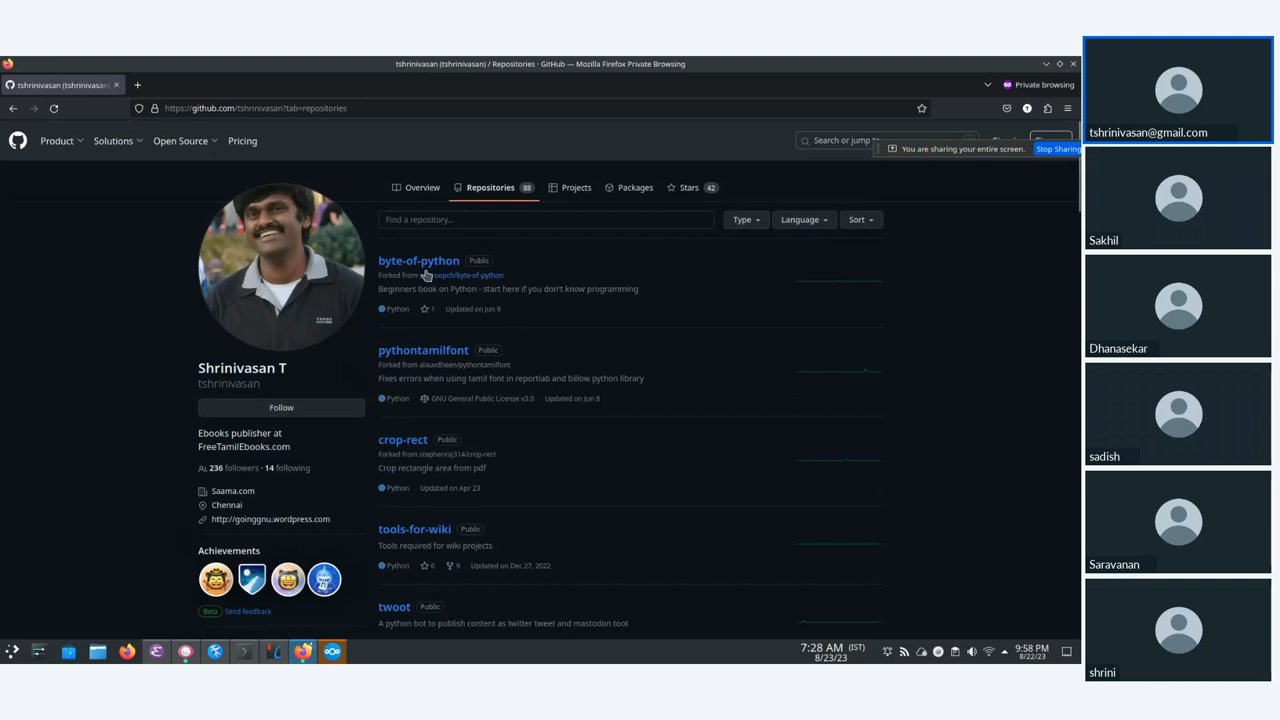 tshrinivasan (tshrinivasan) / Repositories · GitHub — Mozilla Firefox Private Browsing
tshrinivasan (tshrinivasan)
Private browsing
https://github.com/tshrinivasan?tab=repositories
Product
Solutions
Open Source
Pricing
Search or jump
You are sharing your entire screen.
Stop Sharing
Overview
Repositories 88
Projects
Packages
Stars 42
Find a repository...
Type
Language
Sort
byte-of-python Public
Forked from roopch/byte-of-python
Beginners book on Python - start here if you don't know programming
Python 1 Updated on Jun 9
pythontamilfont Public
Forked from alauvdheen/pythontamilfont
Fixes errors when using tamil font in reportlab and billow python library
Python GNU General Public License v3.0 Updated on Jun 8
crop-rect Public
Forked from stephenraj314/crop-rect
Crop rectangle area from pdf
Python Updated on Apr 23
tools-for-wiki Public
Tools required for wiki projects
Python 6 9 Updated on Dec 27, 2022
twoot Public
A python bot to publish content as twitter tweet and mastodon toot
Shrinivasan T
tshrinivasan
Follow
Ebooks publisher at
FreeTamilEbooks.com
236 followers · 14 following
Saama.com
Chennai
http://goinggnu.wordpress.com
Achievements
Beta Send feedback
7:28 AM (IST)
8/23/23
9:58 PM
8/22/23
tshrinivasan@gmail.com
Sakhil
Dhanasekar
sadish
Saravanan
shrini